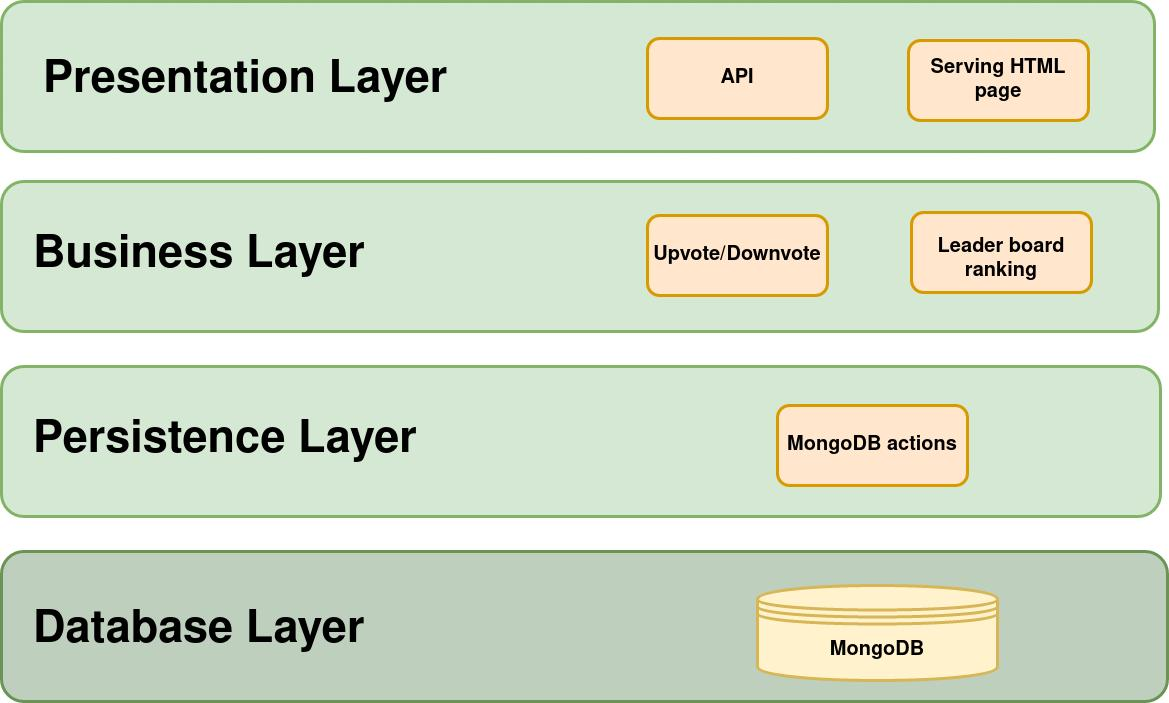 Presentation Layer
API
Serving HTML
page
Business Layer
Upvote/Downvote
Leader board
ranking
Persistence Layer
MongoDB actions
Database Layer
MongoDB